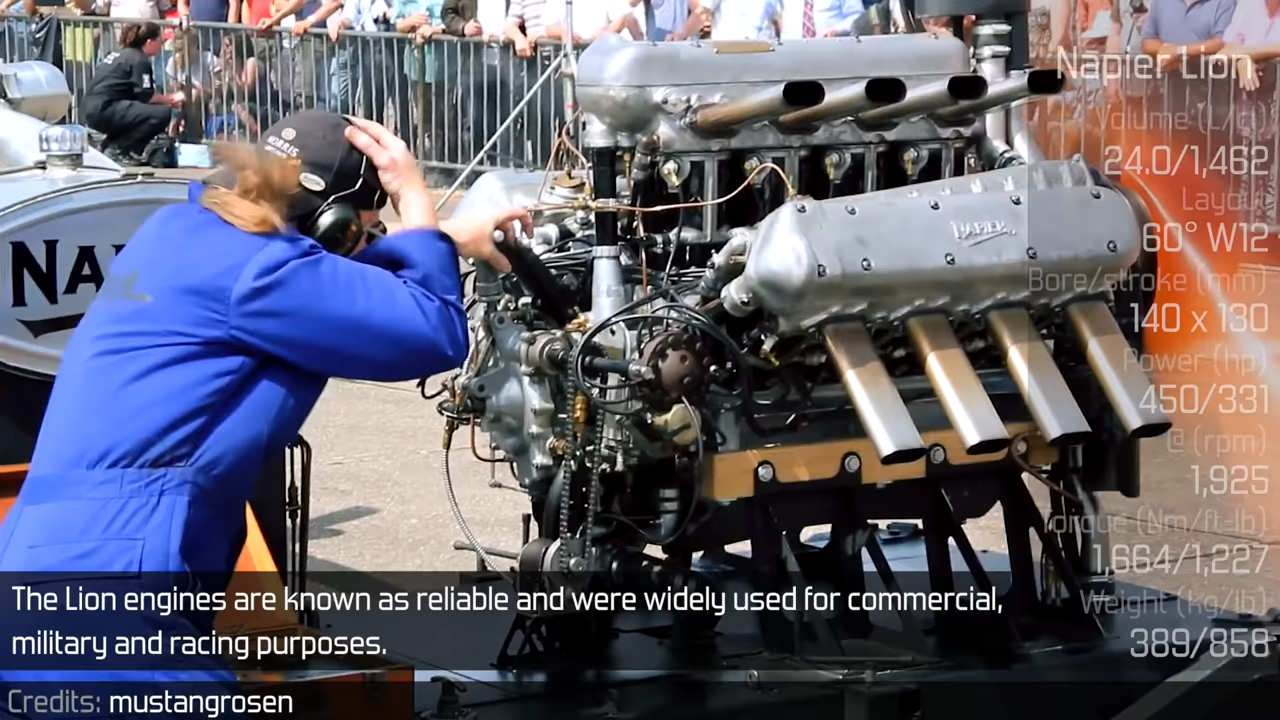 Napier Lion
Volume (L/ci)
24.0/1,462
Layout
60° W12
Bore/stroke (mm)
140 x 130
Power (hp)
450/331
@ (rpm)
1,925
Torque (Nm/ft-lb)
1,664/1,227
Weight (kg/lb)
389/858
NAPIER
NA
The Lion engines are known as reliable and were widely used for commercial,
military and racing purposes.
Credits: mustangrosen